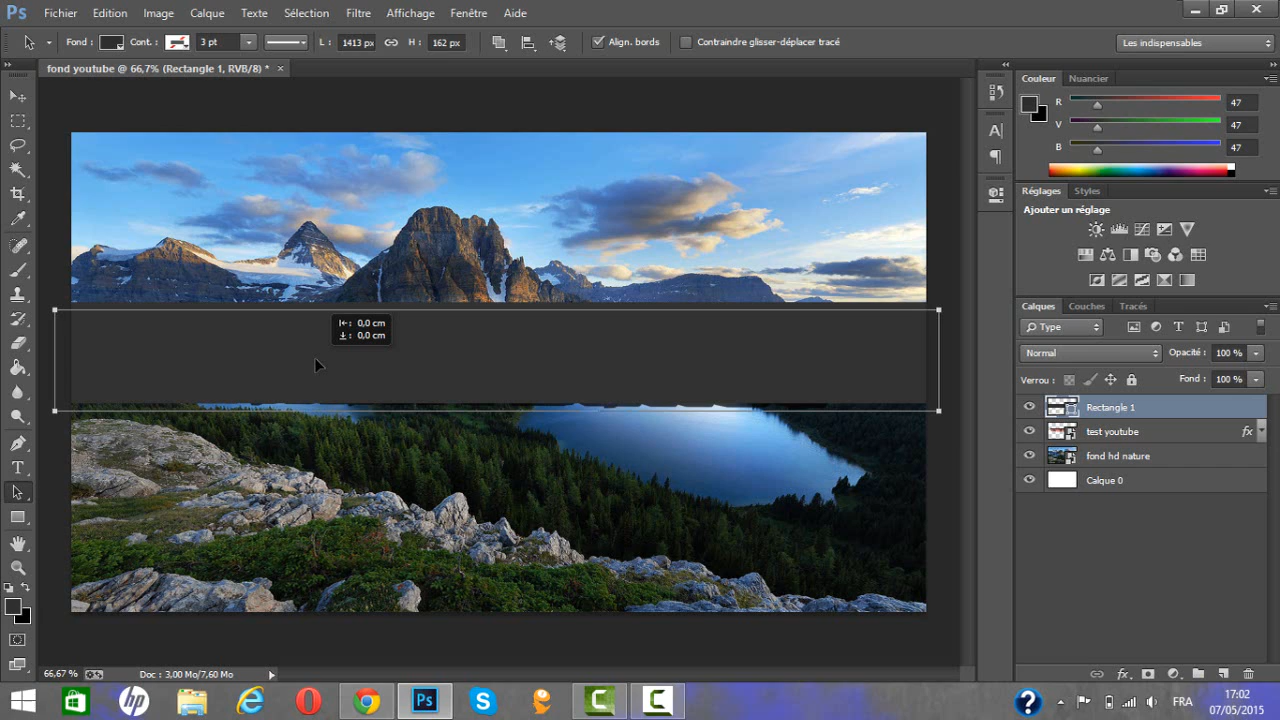 Ps Fichier Edition Image Calque Texte Sélection Filtre Affichage Fenêtre Aide
Fond : Cont. : 3 pt L : 1413 px H : 162 px Align. bords Contraindre glisser-déplacer tracé Les indispensables
fond youtube @ 66,7% (Rectangle 1, RVB/8) * ×
Couleur Nuancier
R 47
V 47
B 47
Réglages Styles
Ajouter un réglage
Calques Couches Tracés
Type
Normal Opacité : 100 %
Verrou : Fond : 100 %
Rectangle 1
test youtube fx
fond hd nature
Calque 0
0,0 cm
0,0 cm
66,67 % Doc : 3,00 Mo/7,60 Mo
fx
hp Ps FRA 17:02
07/05/2015